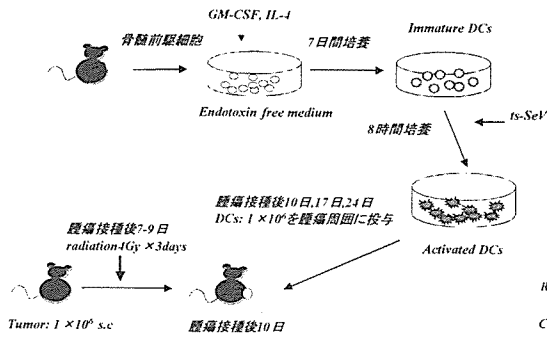 GM-CSF, IL-4
骨髄前駆細胞
7日間培養
Immature DCs
Endotoxin free medium
8時間培養
ts-SeV
腫瘍接種後10日,17日,24日
DCs: 1 ×10⁶を腫瘍周囲に投与
腫瘍接種後7-9日
radiation4Gy ×3days
Activated DCs
Tumor: 1 ×10⁶ s.c
腫瘍接種後10日
C